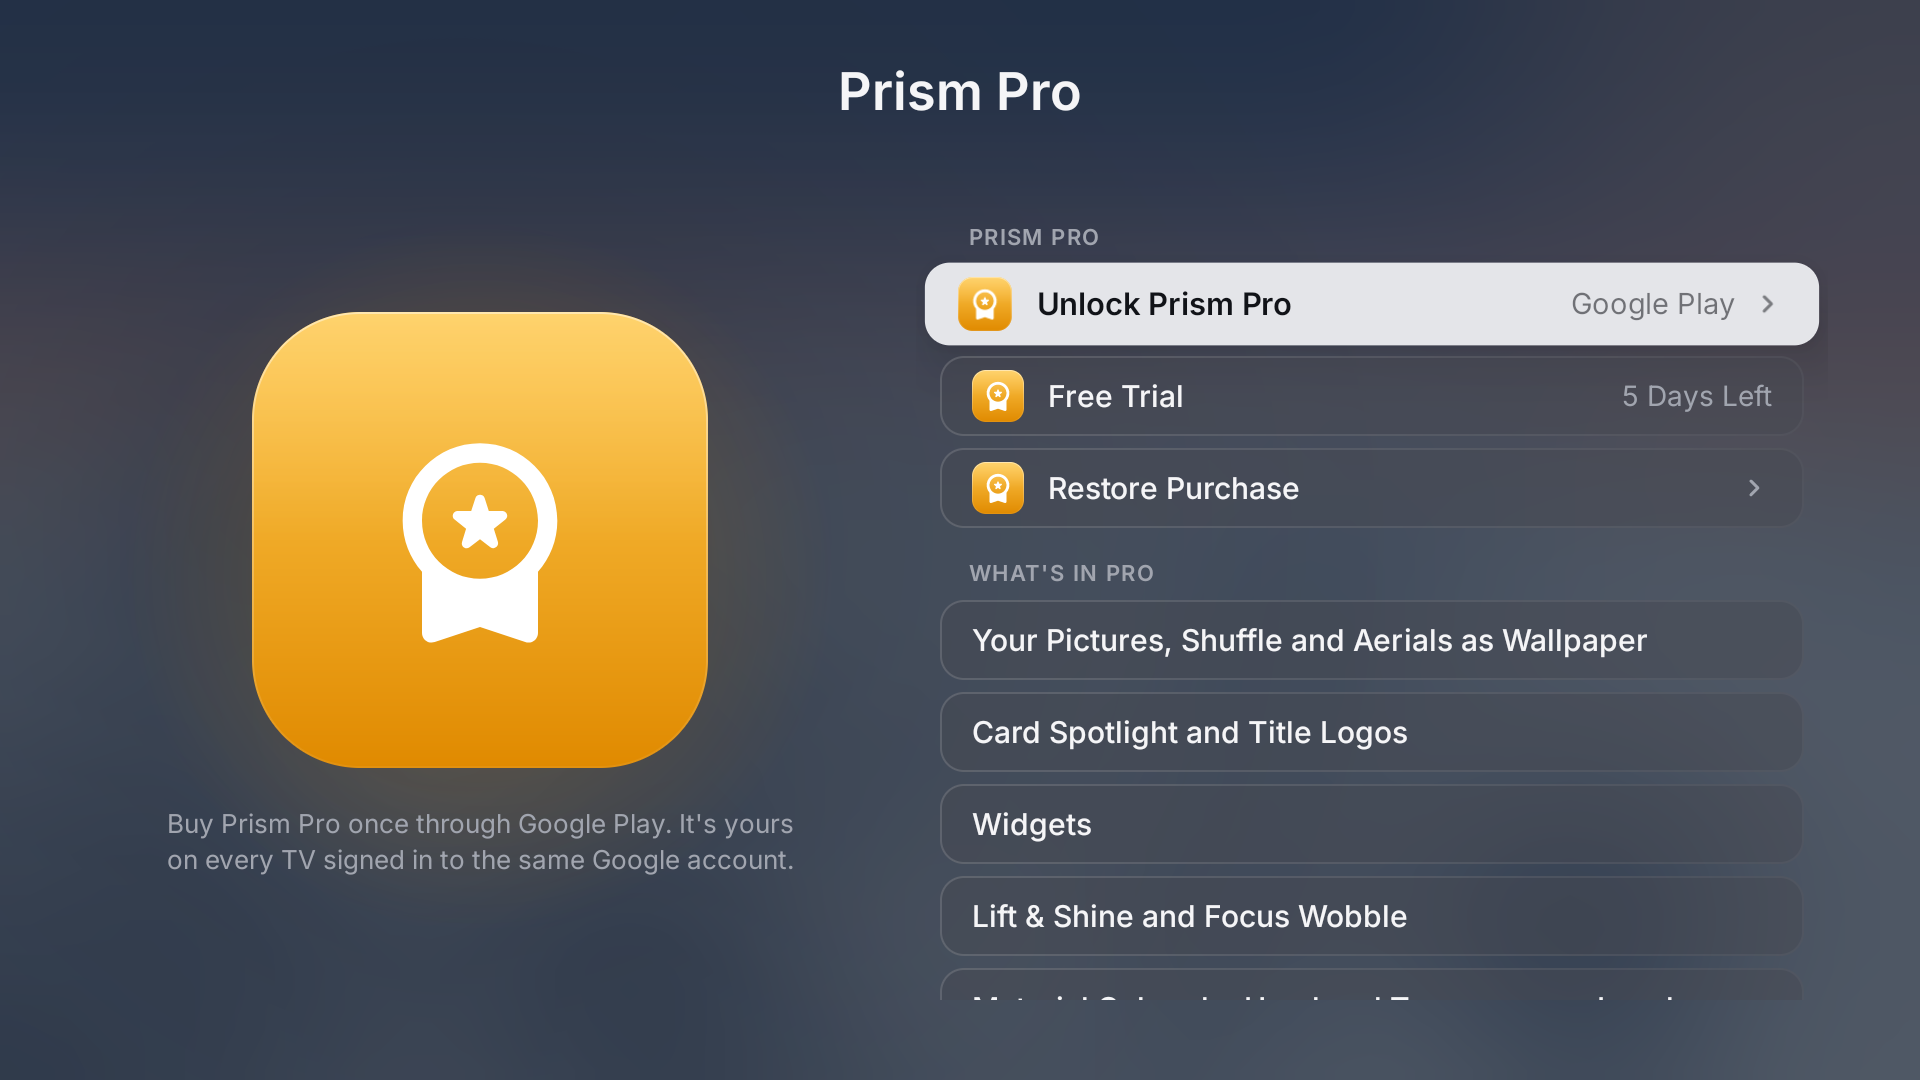 Prism Pro
PRISM PRO
Unlock Prism Pro
Google Play
Free Trial
5 Days Left
Restore Purchase
WHAT'S IN PRO
Your Pictures, Shuffle and Aerials as Wallpaper
Card Spotlight and Title Logos
Widgets
Lift & Shine and Focus Wobble
Buy Prism Pro once through Google Play. It's yours
on every TV signed in to the same Google account.